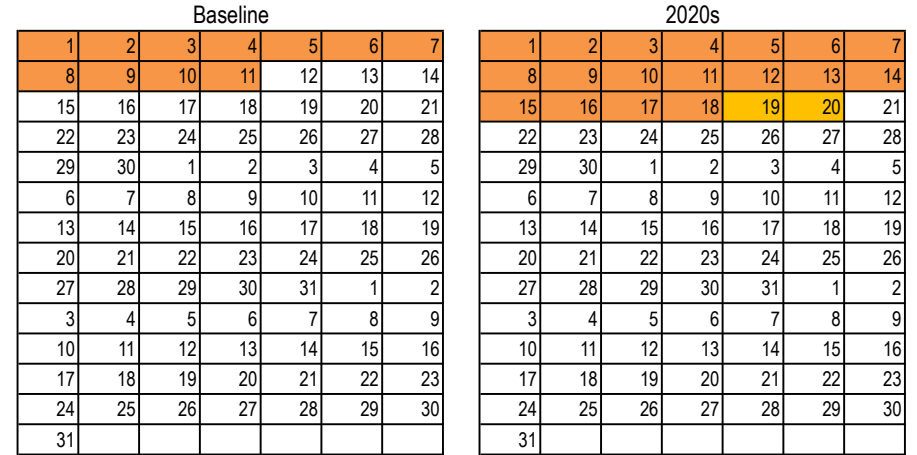 Baseline
1 2 3 4 5 6 7
8 9 10 11 12 13 14
15 16 17 18 19 20 21
22 23 24 25 26 27 28
29 30 1 2 3 4 5
6 7 8 9 10 11 12
13 14 15 16 17 18 19
20 21 22 23 24 25 26
27 28 29 30 31 1 2
3 4 5 6 7 8 9
10 11 12 13 14 15 16
17 18 19 20 21 22 23
24 25 26 27 28 29 30
31
2020s
1 2 3 4 5 6 7
8 9 10 11 12 13 14
15 16 17 18 19 20 21
22 23 24 25 26 27 28
29 30 1 2 3 4 5
6 7 8 9 10 11 12
13 14 15 16 17 18 19
20 21 22 23 24 25 26
27 28 29 30 31 1 2
3 4 5 6 7 8 9
10 11 12 13 14 15 16
17 18 19 20 21 22 23
24 25 26 27 28 29 30
31